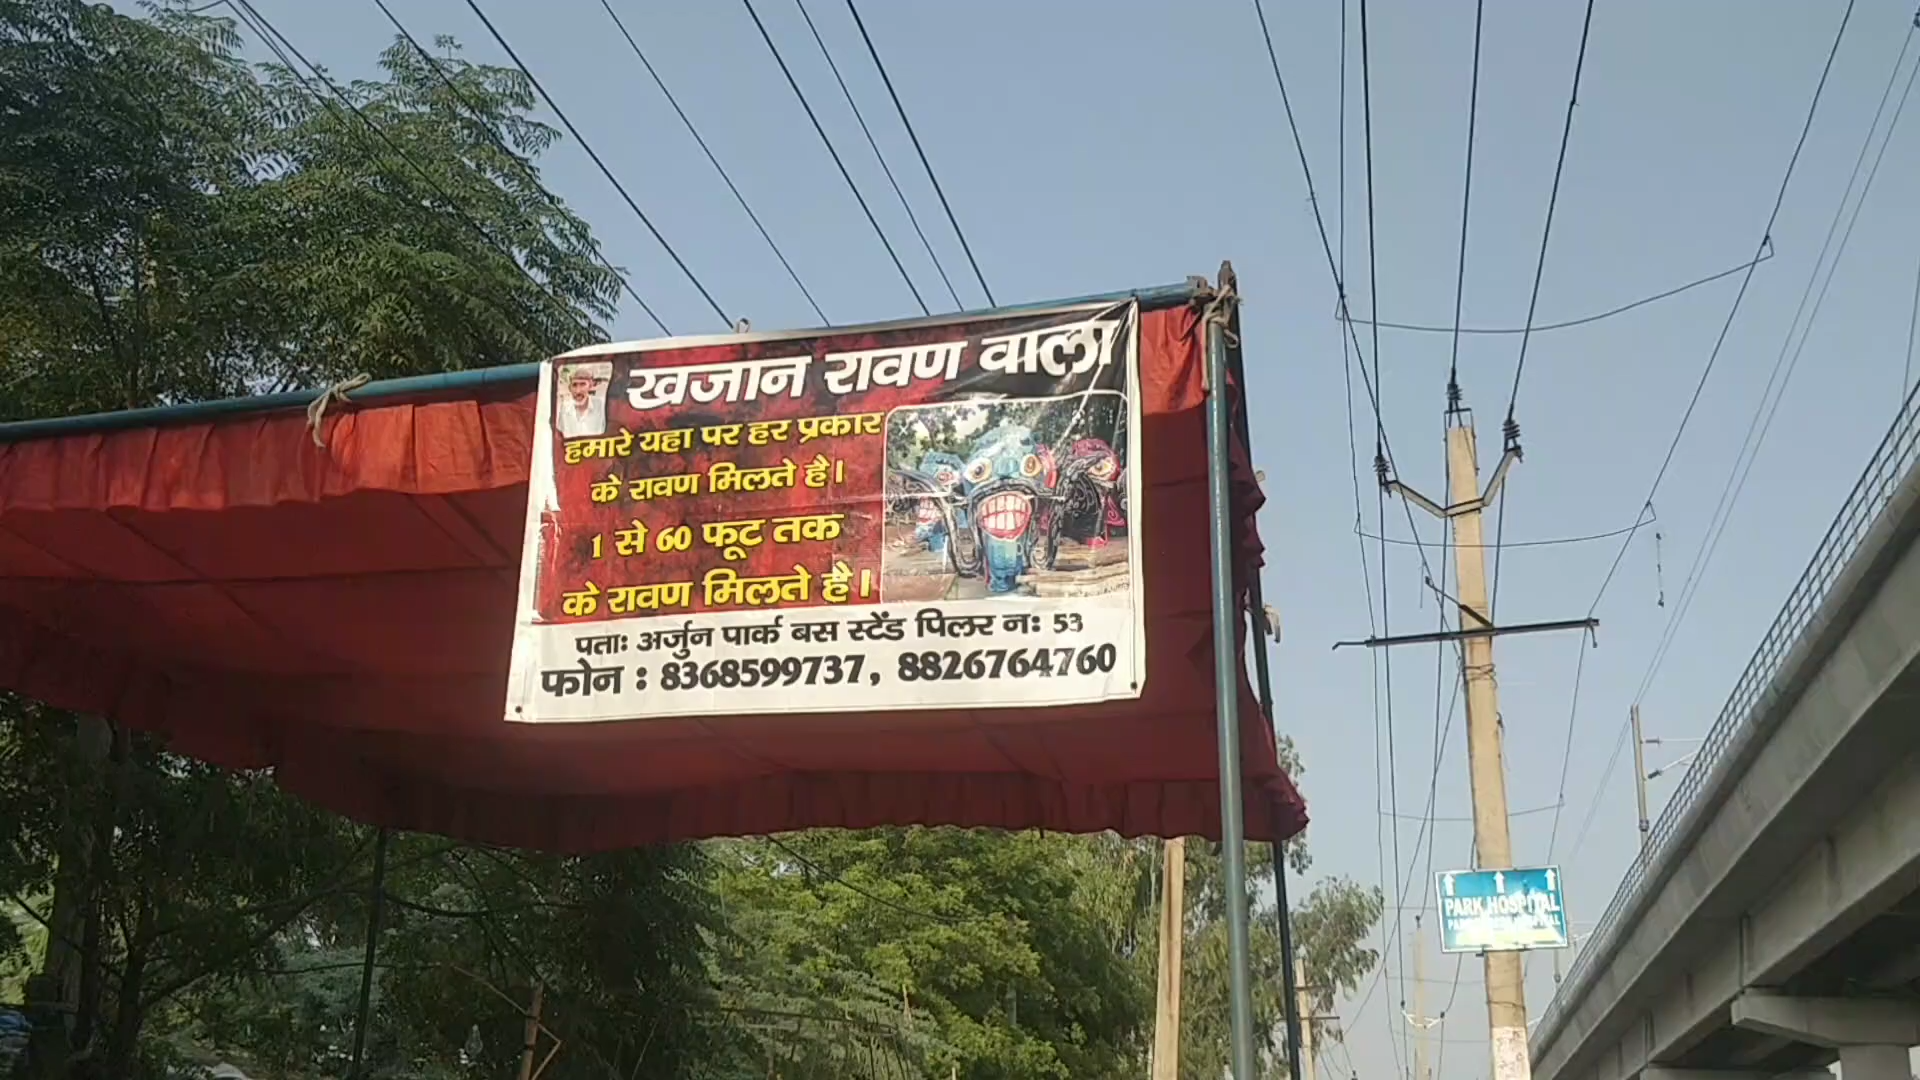 खजान रावण वाला
हमारे यहा पर हर प्रकार
के रावण मिलते है।
1 से 60 फूट तक
के रावण मिलते है।
पताः अर्जुन पार्क बस स्टेंड पिलर नः 53
फोन : 8368599737, 8826764760
PARK HOSPITAL